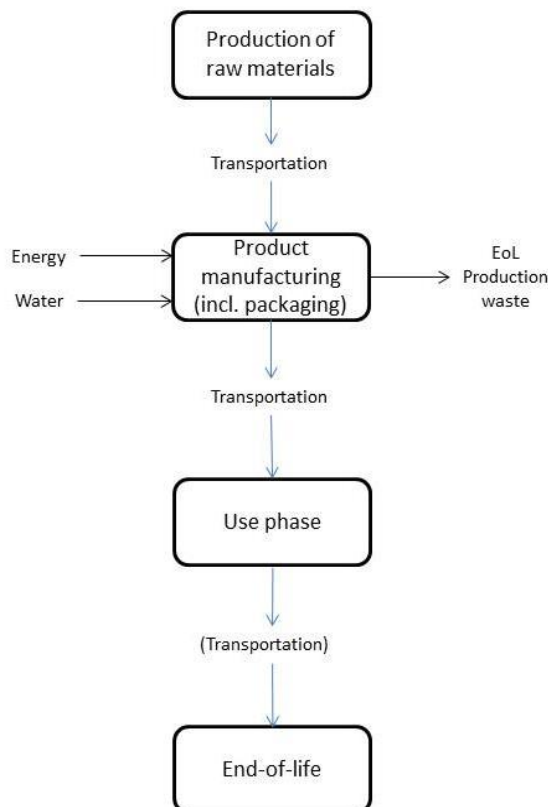 Production of
raw materials
Transportation
Energy
Water
Product
manufacturing
(incl. packaging)
EoL
Production
waste
Transportation
Use phase
(Transportation)
End-of-life